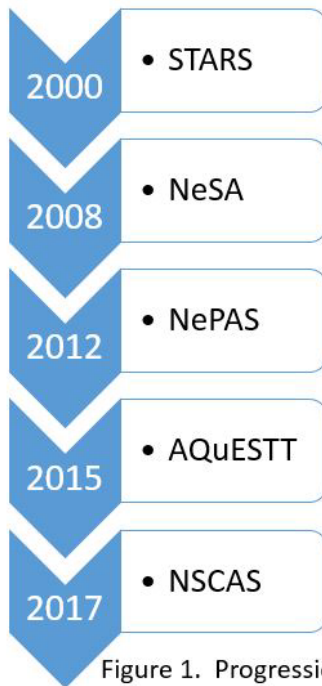 2000
• STARS
2008
• NeSA
2012
• NePAS
2015
• AQuESTT
2017
• NSCAS
Figure 1. Progressi